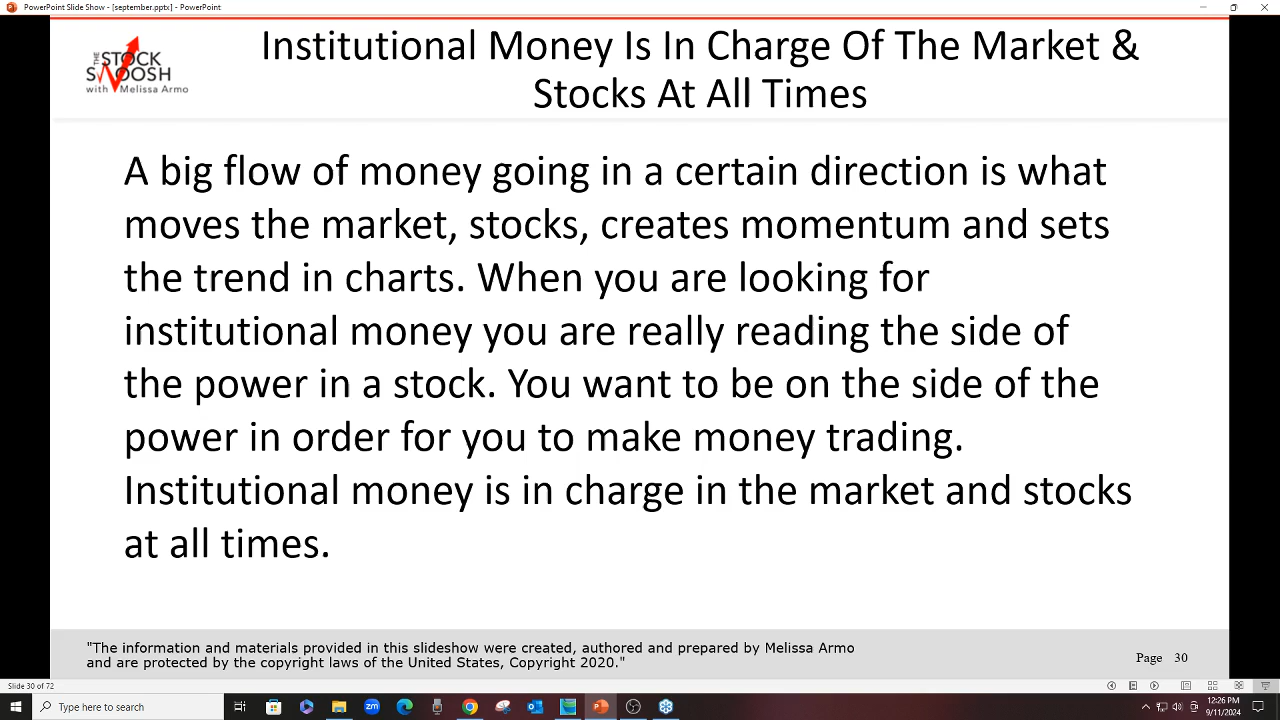 PowerPoint Slide Show - [september.pptx] - PowerPoint
THE
STOCK
SWOOSH
with Melissa Armo
Institutional Money Is In Charge Of The Market &
Stocks At All Times
A big flow of money going in a certain direction is what
moves the market, stocks, creates momentum and sets
the trend in charts. When you are looking for
institutional money you are really reading the side of
the power in a stock. You want to be on the side of the
power in order for you to make money trading.
Institutional money is in charge in the market and stocks
at all times.
"The information and materials provided in this slideshow were created, authored and prepared by Melissa Armo
and are protected by the copyright laws of the United States, Copyright 2020."
Page 30
Slide 30 of 72
Type here to search
zm
12:26 PM
9/11/2024